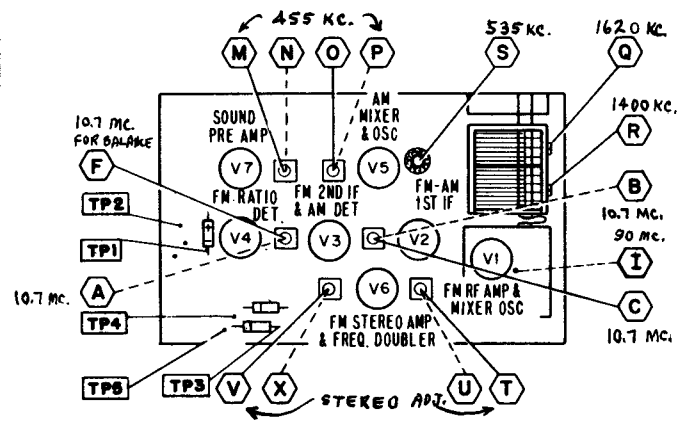 455 KC.
535 KC.
1620 KC.
M N O P S Q
1400 KC.
R
10.7 MC.
FOR BALANCE
F
SOUND
PRE AMP
AM
MIXER
& OSC
V7
V5
FM 2ND IF
& AM DET
FM-AM
1ST IF
B
10.7 MC.
TP2
FM-RATIO
DET.
TP1
V4
V3
V2
V1
90 MC.
I
A
10.7 MC.
V6
FM RF AMP &
MIXER OSC
C
10.7 MC.
TP4
FM STEREO AMP
& FREQ. DOUBLER
TP5
TP3
V X U T
STEREO ADJ.